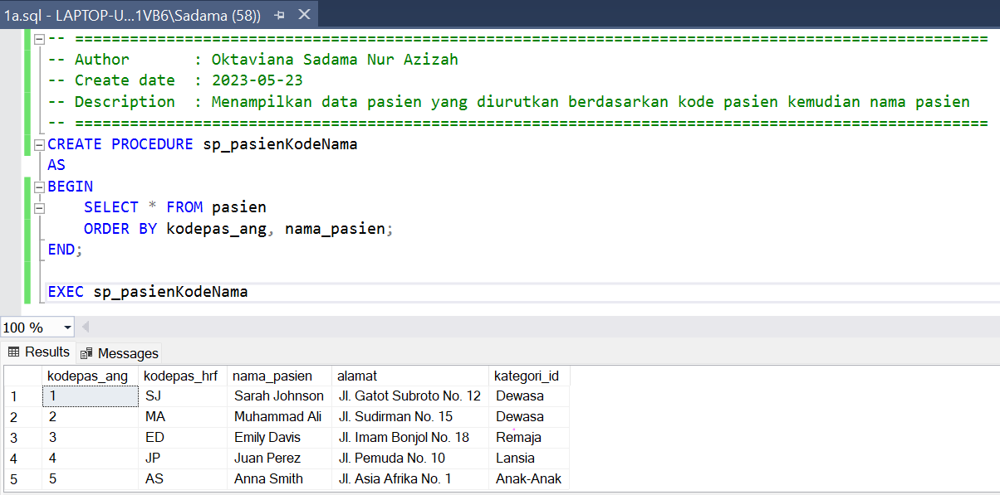 1a.sql - LAPTOP-U...1VB6\Sadama (58))
-- ====================================================================================================
-- Author       : Oktaviana Sadama Nur Azizah
-- Create date  : 2023-05-23
-- Description  : Menampilkan data pasien yang diurutkan berdasarkan kode pasien kemudian nama pasien
-- ====================================================================================================
CREATE PROCEDURE sp_pasienKodeNama
AS
BEGIN
    SELECT * FROM pasien
    ORDER BY kodepas_ang, nama_pasien;
END;
EXEC sp_pasienKodeNama
100 %
Results Messages
kodepas_ang kodepas_hrf nama_pasien alamat kategori_id
1 1 SJ Sarah Johnson Jl. Gatot Subroto No. 12 Dewasa
2 2 MA Muhammad Ali Jl. Sudirman No. 15 Dewasa
3 3 ED Emily Davis Jl. Imam Bonjol No. 18 Remaja
4 4 JP Juan Perez Jl. Pemuda No. 10 Lansia
5 5 AS Anna Smith Jl. Asia Afrika No. 1 Anak-Anak